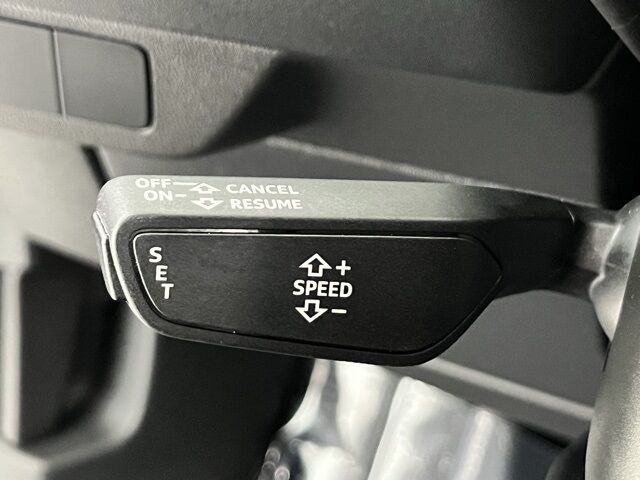 OFF CANCEL
ON RESUME
SET
+
SPEED
-